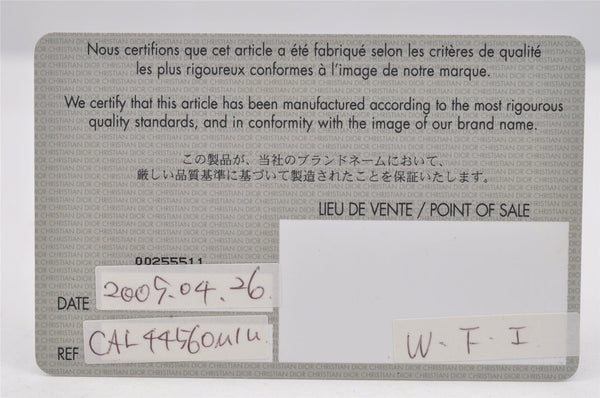 Nous certifions que cet article a été fabriqué selon les critères de qualité
les plus rigoureux conformes à l'image de notre marque.
We certify that this article has been manufactured according to the most rigourous
quality standards, and in conformity with the image of our brand name.
この製品が、当社のブランドネームにおいて、
厳しい品質基準に基づいて製造されたことを保証いたします。
LIEU DE VENTE / POINT OF SALE
00255511
DATE 2005.04.26
REF CAL44560
W-F-I